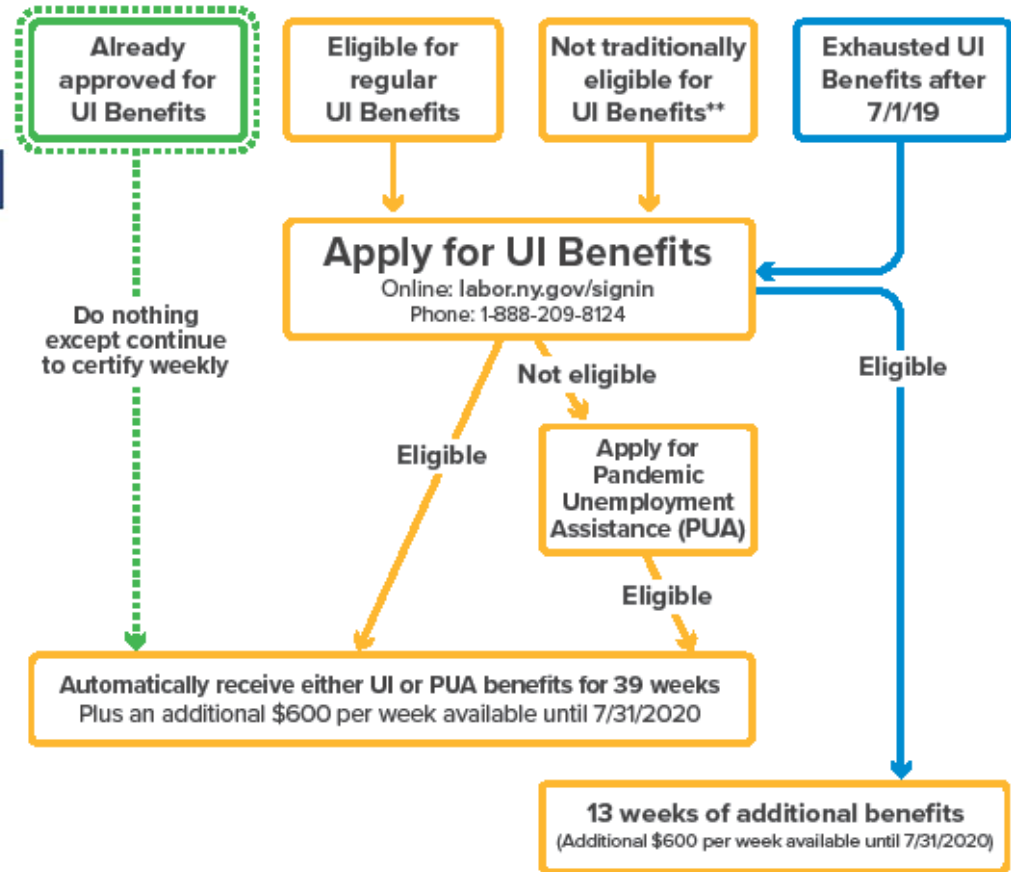 Already
approved for
UI Benefits
Eligible for
regular
UI Benefits
Not traditionally
eligible for
UI Benefits**
Exhausted UI
Benefits after
7/1/19
Apply for UI Benefits
Online: labor.ny.gov/signin
Phone: 1-888-209-8124
Do nothing
except continue
to certify weekly
Not eligible
Eligible
Eligible
Apply for
Pandemic
Unemployment
Assistance (PUA)
Eligible
Automatically receive either UI or PUA benefits for 39 weeks
Plus an additional $600 per week available until 7/31/2020
13 weeks of additional benefits
(Additional $600 per week available until 7/31/2020)